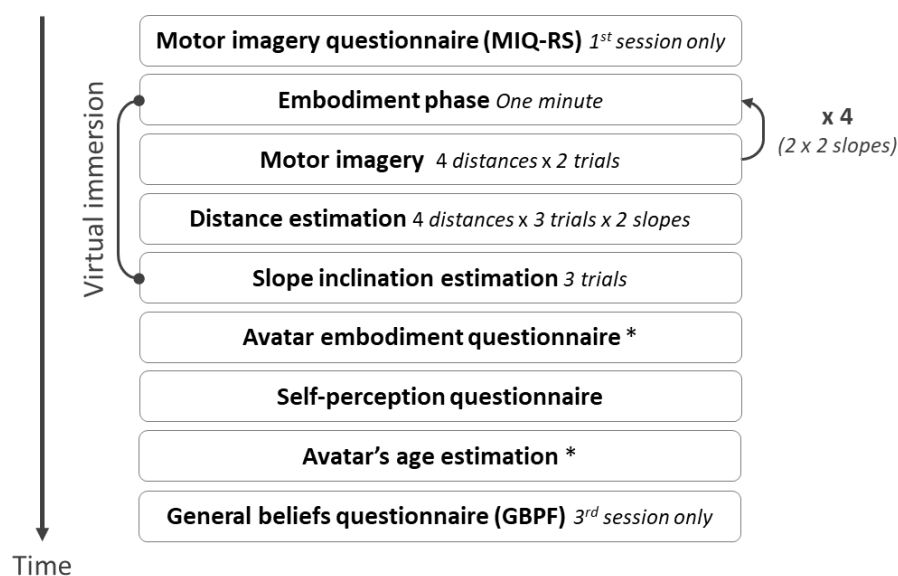 Motor imagery questionnaire (MIQ-RS) 1st session only
Embodiment phase One minute
x 4
(2 x 2 slopes)
Motor imagery 4 distances x 2 trials
Virtual immersion
Distance estimation 4 distances x 3 trials x 2 slopes
Slope inclination estimation 3 trials
Avatar embodiment questionnaire *
Self-perception questionnaire
Avatar’s age estimation *
General beliefs questionnaire (GBPF) 3rd session only
Time